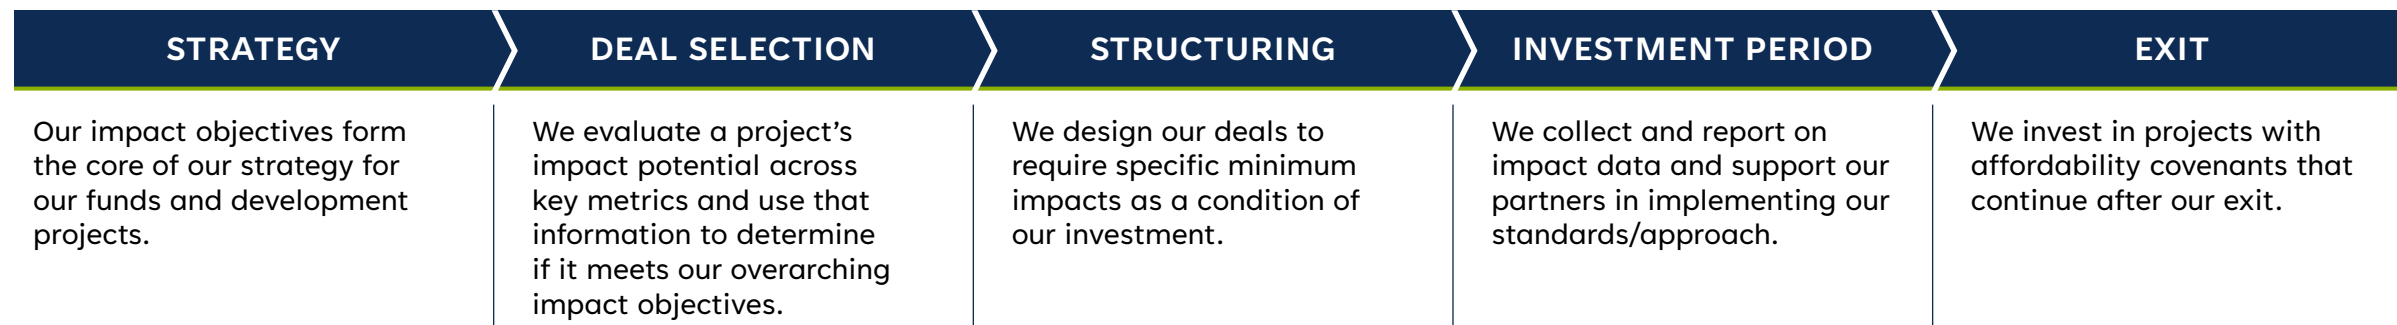 STRATEGY
Our impact objectives form
the core of our strategy for
our funds and development
projects.
DEAL SELECTION
We evaluate a project’s
impact potential across
key metrics and use that
information to determine
if it meets our overarching
impact objectives.
STRUCTURING
We design our deals to
require specific minimum
impacts as a condition of
our investment.
INVESTMENT PERIOD
We collect and report on
impact data and support our
partners in implementing our
standards/approach.
EXIT
We invest in projects with
affordability covenants that
continue after our exit.